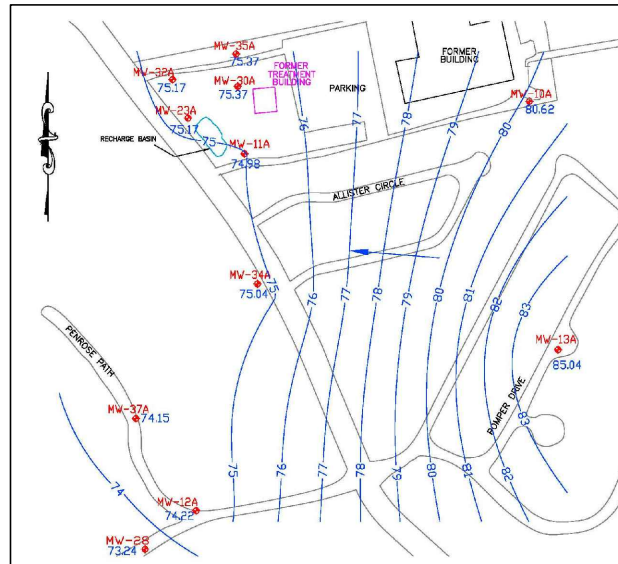 MW-35A
75.37
FORMER
BUILDING
MW-32A
75.17
FORMER
TREATMENT
BUILDING
MW-30A
75.37
PARKING
MW-10A
80.62
MW-23A
75.17
76
77
78
79
80
RECHARGE BASIN
75
MW-11A
74.98
ALLISTER CIRCLE
MW-34A
75.04
75
76
77
78
79
80
81
82
83
MW-13A
85.04
PENROSE PATH
BOMPER DRIVE
MW-37A
74.15
83
75
76
77
78
79
80
81
82
74
MW-12A
74.22
MW-28
73.24